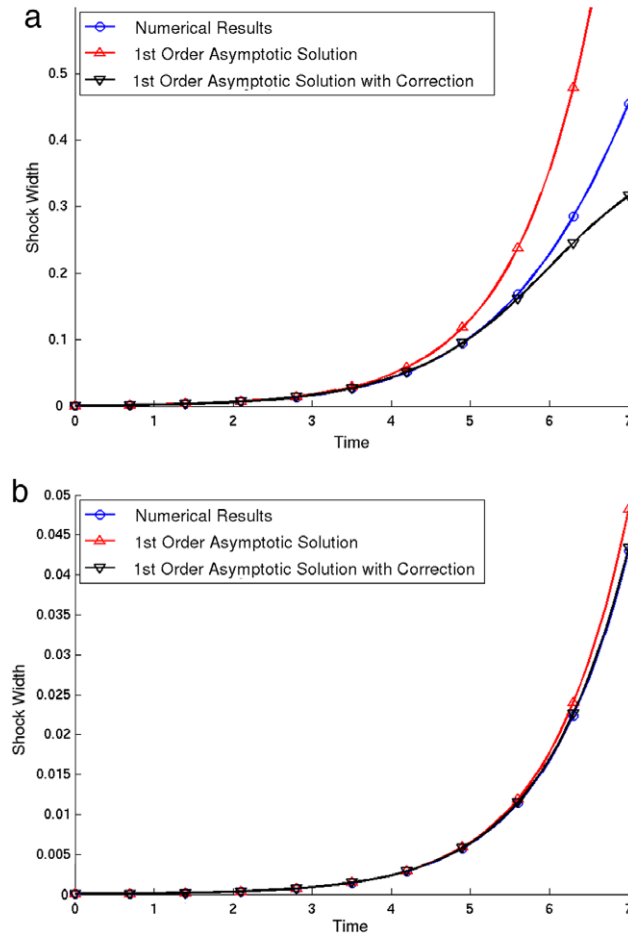 a
Numerical Results
1st Order Asymptotic Solution
1st Order Asymptotic Solution with Correction
0.5
0.4
0.3
0.2
0.1
0
Shock Width
0 1 2 3 4 5 6 7
Time
b
0.05
Numerical Results
1st Order Asymptotic Solution
1st Order Asymptotic Solution with Correction
0.045
0.04
0.035
0.03
0.025
0.02
0.015
0.01
0.005
0
Shock Width
0 1 2 3 4 5 6 7
Time